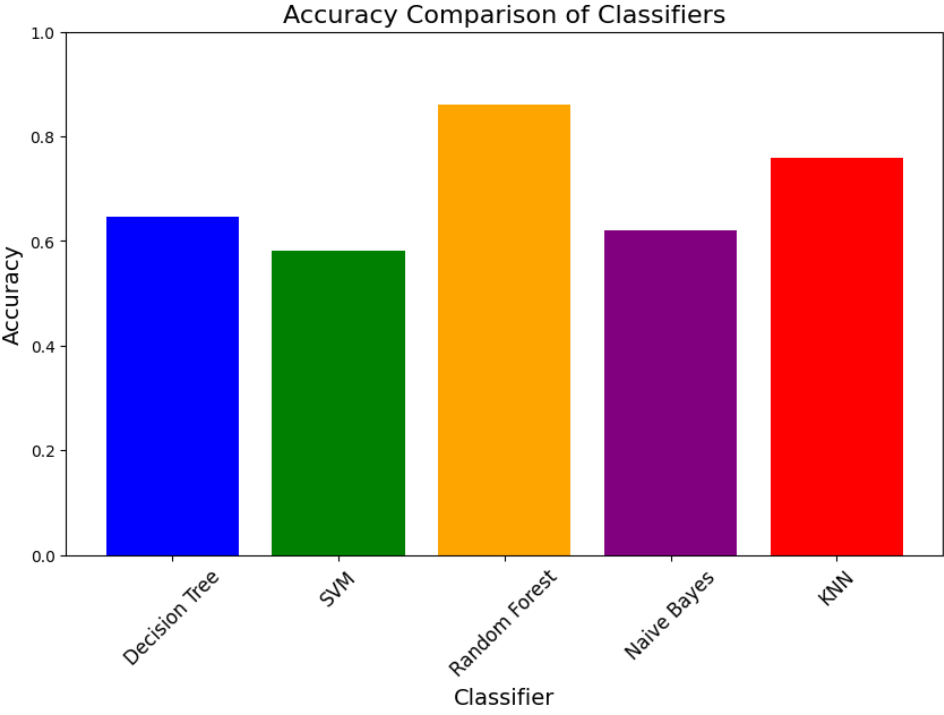 Accuracy Comparison of Classifiers
1.0
0.8
0.6
0.4
0.2
0.0
Accuracy
Decision Tree
SVM
Random Forest
Naive Bayes
KNN
Classifier